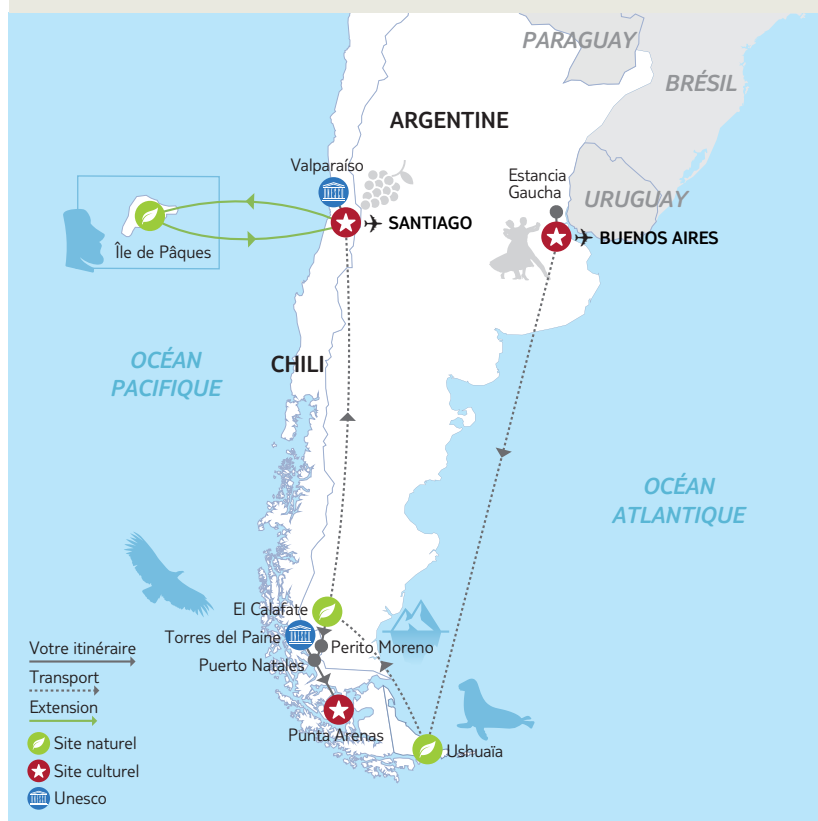 PARAGUAY
BRÉSIL
ARGENTINE
Valparaíso
Estancia
Gaucha
URUGUAY
SANTIAGO
BUENOS AIRES
Île de Pâques
OCÉAN
PACIFIQUE
CHILI
OCÉAN
ATLANTIQUE
El Calafate
Torres del Paine
Perito Moreno
Puerto Natales
Punta Arenas
Ushuaïa
Votre itinéraire
Transport
Extension
Site naturel
Site culturel
Unesco